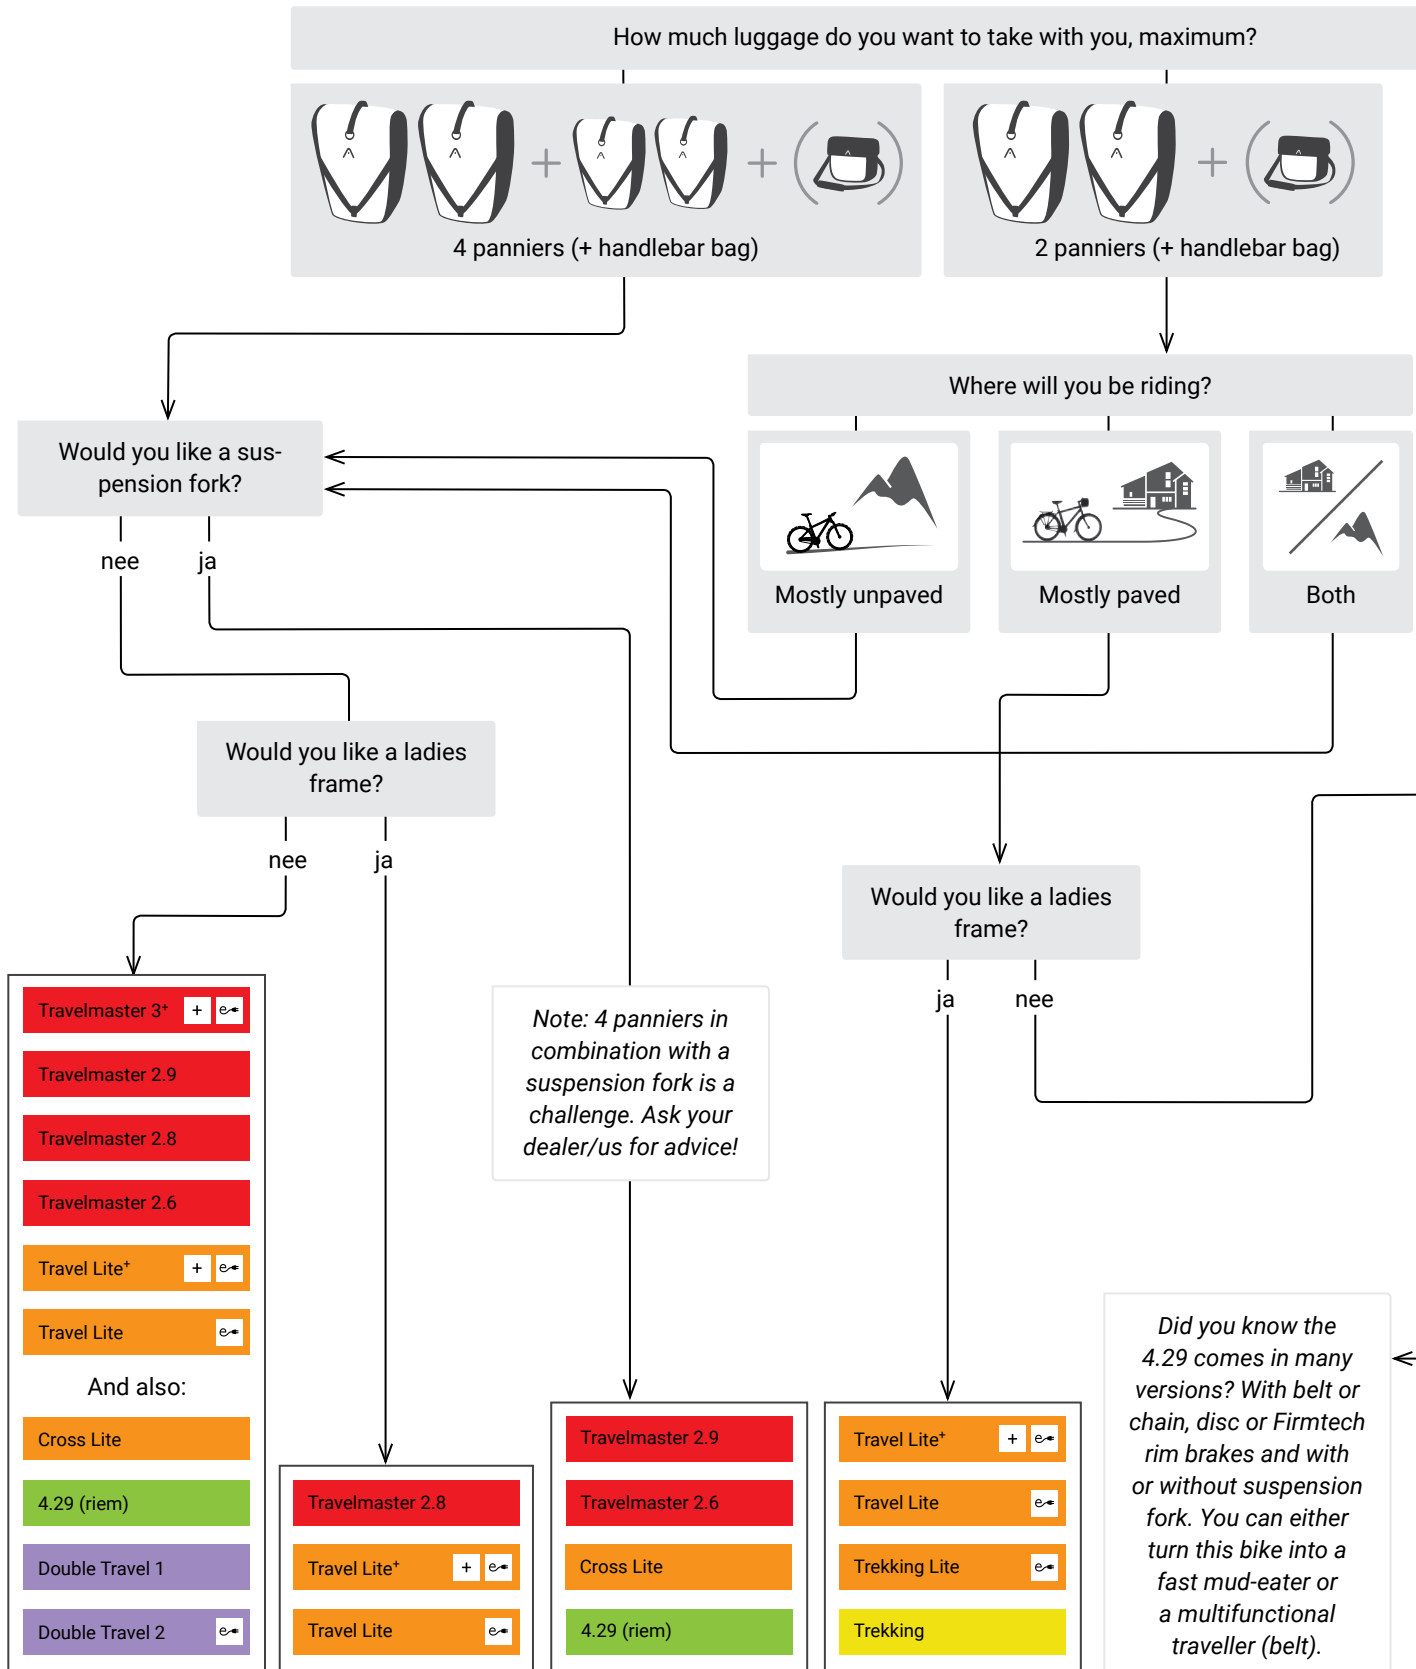 How much luggage do you want to take with you, maximum?
4 panniers (+ handlebar bag)
2 panniers (+ handlebar bag)
Where will you be riding?
Mostly unpaved
Mostly paved
Both
Would you like a sus-
pension fork?
nee
ja
Would you like a ladies
frame?
nee
ja
Would you like a ladies
frame?
ja
nee
Travelmaster 3+ + e
Travelmaster 2.9
Travelmaster 2.8
Travelmaster 2.6
Travel Lite+ + e
Travel Lite e
And also:
Cross Lite
4.29 (riem)
Double Travel 1
Double Travel 2 e
Travelmaster 2.8
Travel Lite+ + e
Travel Lite e
Note: 4 panniers in
combination with a
suspension fork is a
challenge. Ask your
dealer/us for advice!
Travelmaster 2.9
Travelmaster 2.6
Cross Lite
4.29 (riem)
Travel Lite+ + e
Travel Lite e
Trekking Lite e
Trekking
Did you know the
4.29 comes in many
versions? With belt or
chain, disc or Firmtech
rim brakes and with
or without suspension
fork. You can either
turn this bike into a
fast mud-eater or
a multifunctional
traveller (belt).